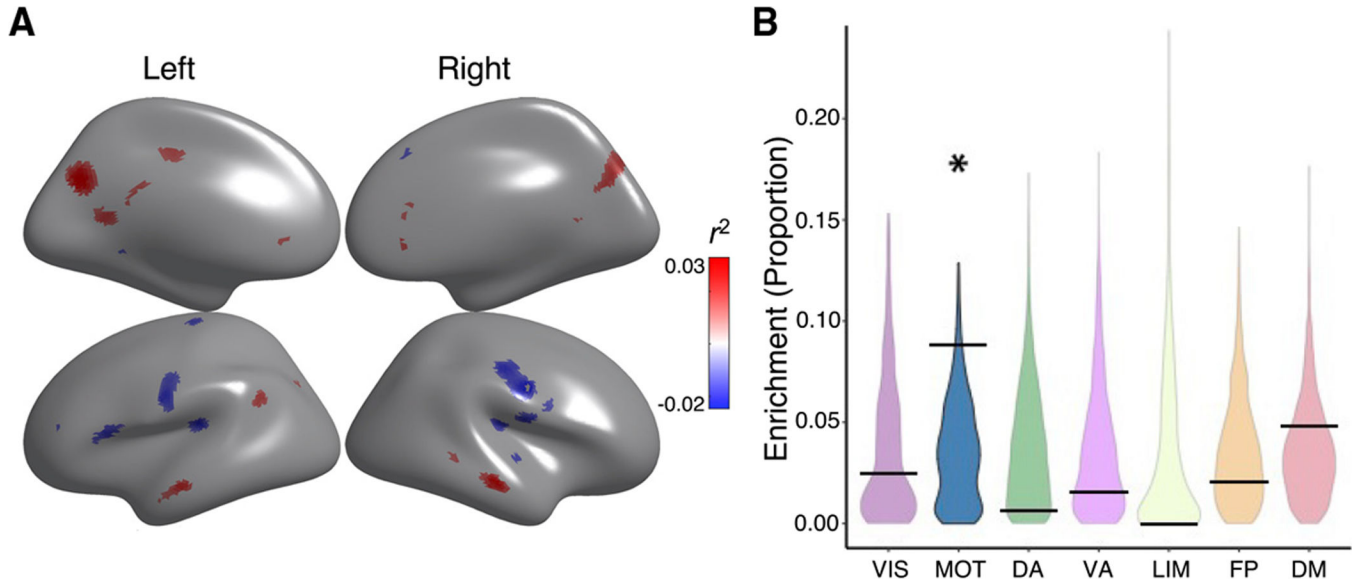 A
Left Right
r²
0.03
-0.02
B
Enrichment (Proportion)
0.20
0.15
0.10
0.05
0.00
*
VIS MOT DA VA LIM FP DM